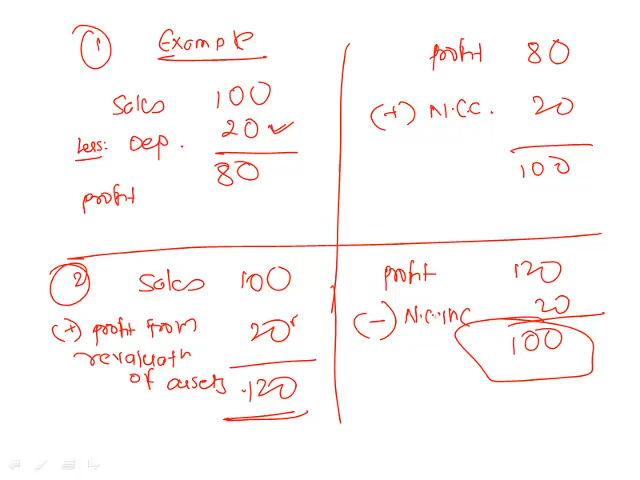 1 Example
Sales 100
Less: Dep. 20 ✓
80
profit
profit 80
(+) N.C.C. 20
100
2 Sales 100
(+) profit from 20
revaluatn
of assets 120
profit 120
(-) N.C.Inc 20
100